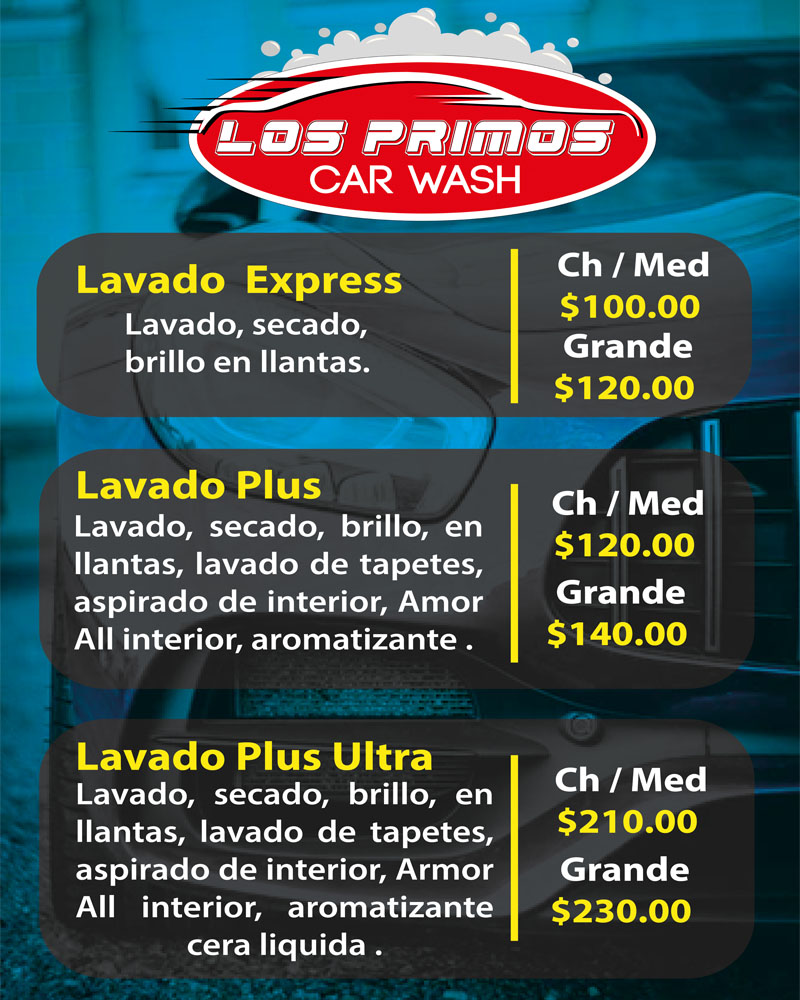 LOS PRIMOS
CAR WASH
Lavado Express
Lavado, secado,
brillo en llantas.
Ch / Med
$100.00
Grande
$120.00
Lavado Plus
Lavado, secado, brillo, en
llantas, lavado de tapetes,
aspirado de interior, Amor
All interior, aromatizante .
Ch / Med
$120.00
Grande
$140.00
Lavado Plus Ultra
Lavado, secado, brillo, en
llantas, lavado de tapetes,
aspirado de interior, Armor
All interior, aromatizante
cera liquida .
Ch / Med
$210.00
Grande
$230.00